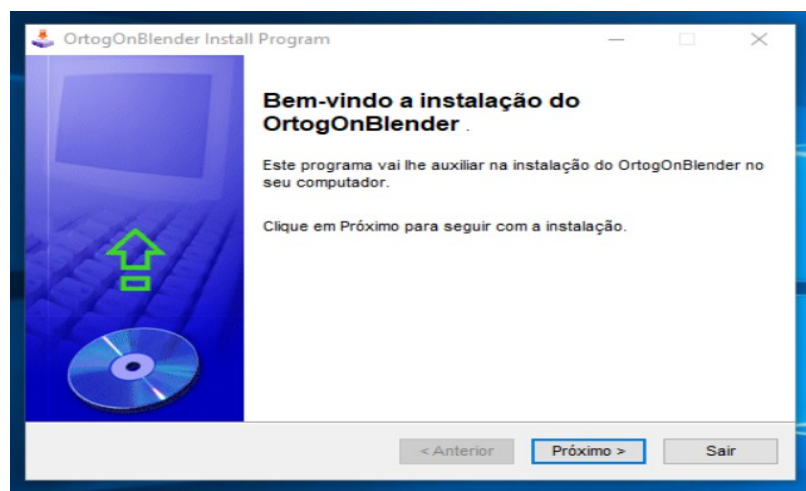 OrtogOnBlender Install Program
Bem-vindo a instalação do
OrtogOnBlender .
Este programa vai lhe auxiliar na instalação do OrtogOnBlender no
seu computador.
Clique em Próximo para seguir com a instalação.
< Anterior
Próximo >
Sair